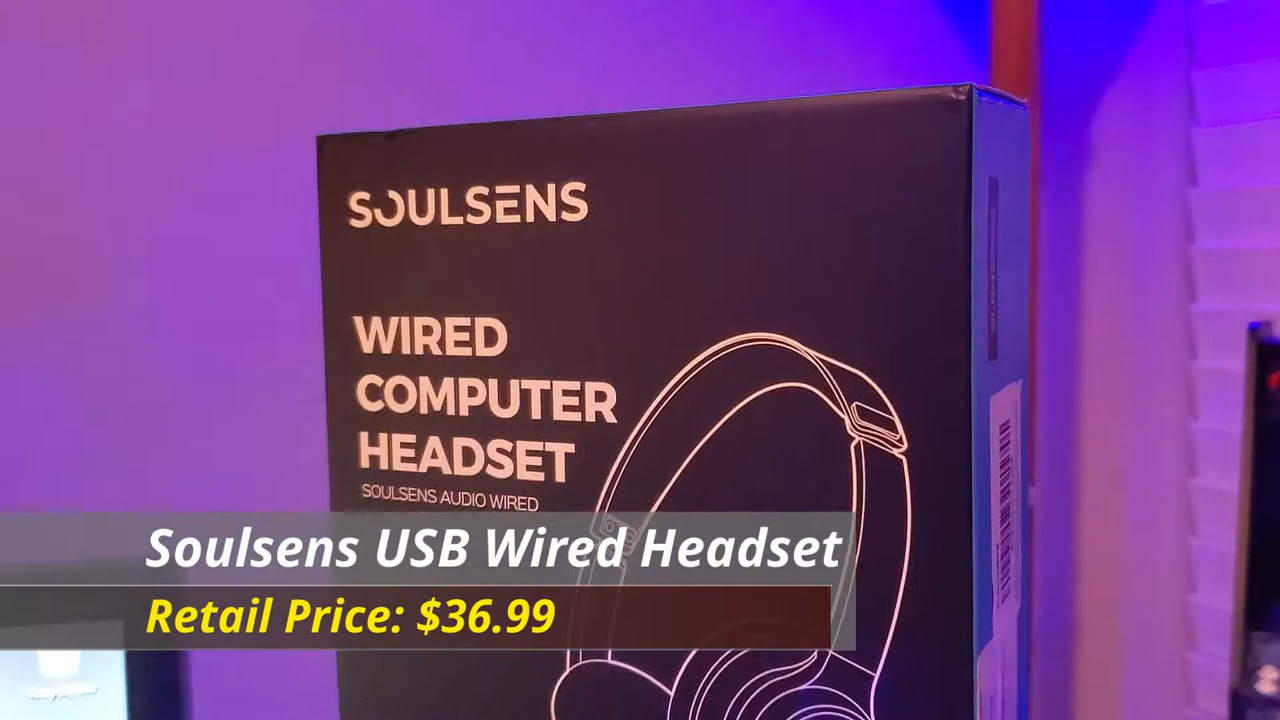 SOULSENS
WIRED
COMPUTER
HEADSET
SOULSENS AUDIO WIRED
Soulsens USB Wired Headset
Retail Price: $36.99